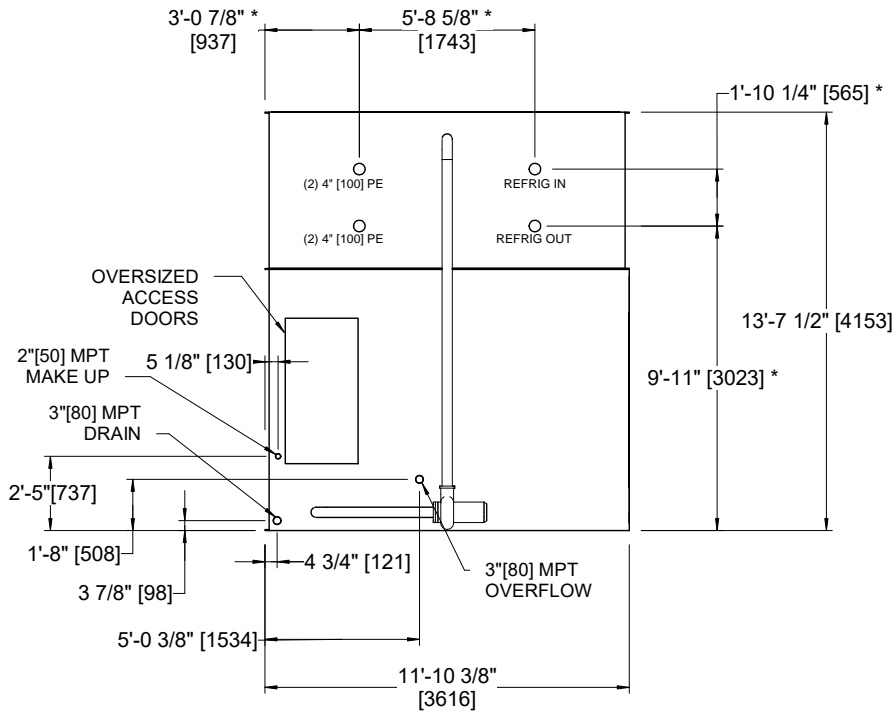 3'-0 7/8" *
[937]
5'-8 5/8" *
[1743]
1'-10 1/4" [565] *
(2) 4" [100] PE
REFRIG IN
(2) 4" [100] PE
REFRIG OUT
OVERSIZED
ACCESS
DOORS
13'-7 1/2" [4153]
2"[50] MPT
MAKE UP
5 1/8" [130]
9'-11" [3023] *
3"[80] MPT
DRAIN
2'-5"[737]
1'-8" [508]
4 3/4" [121]
3"[80] MPT
OVERFLOW
3 7/8" [98]
5'-0 3/8" [1534]
11'-10 3/8"
[3616]